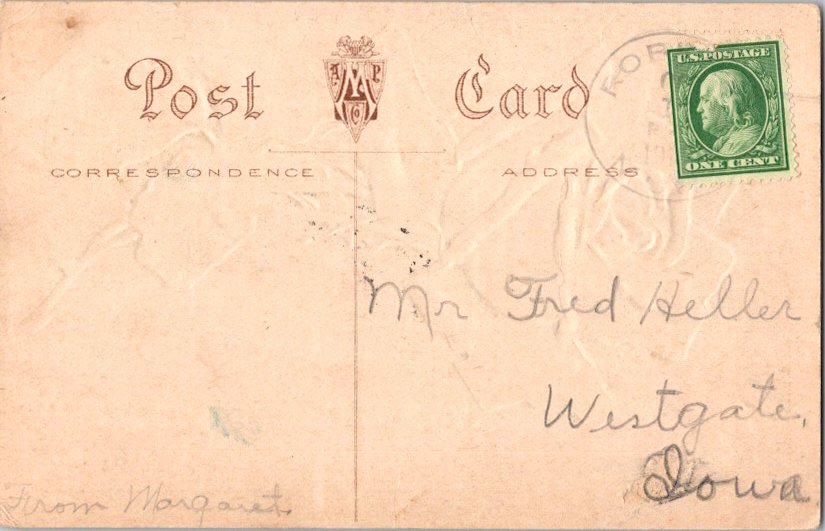 Post Card
CORRESPONDENCE
ADDRESS
U.S. POSTAGE
ONE CENT
Mr Fred Heller
Westgate,
Iowa
From Margaret